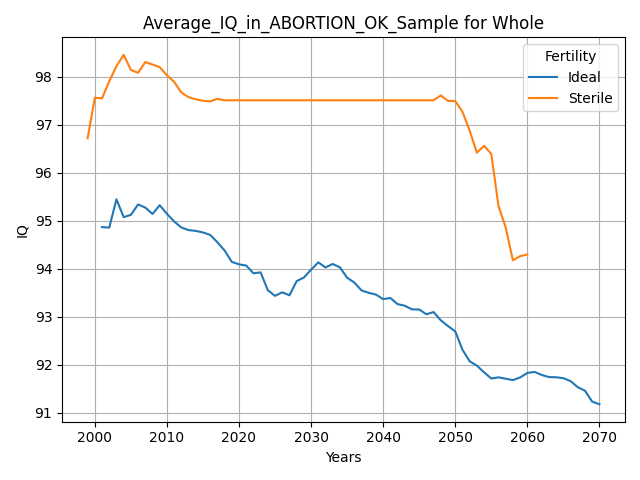 Average_IQ_in_ABORTION_OK_Sample for Whole
Fertility
Ideal
Sterile
98
97
96
95
94
93
92
91
IQ
2000 2010 2020 2030 2040 2050 2060 2070
Years